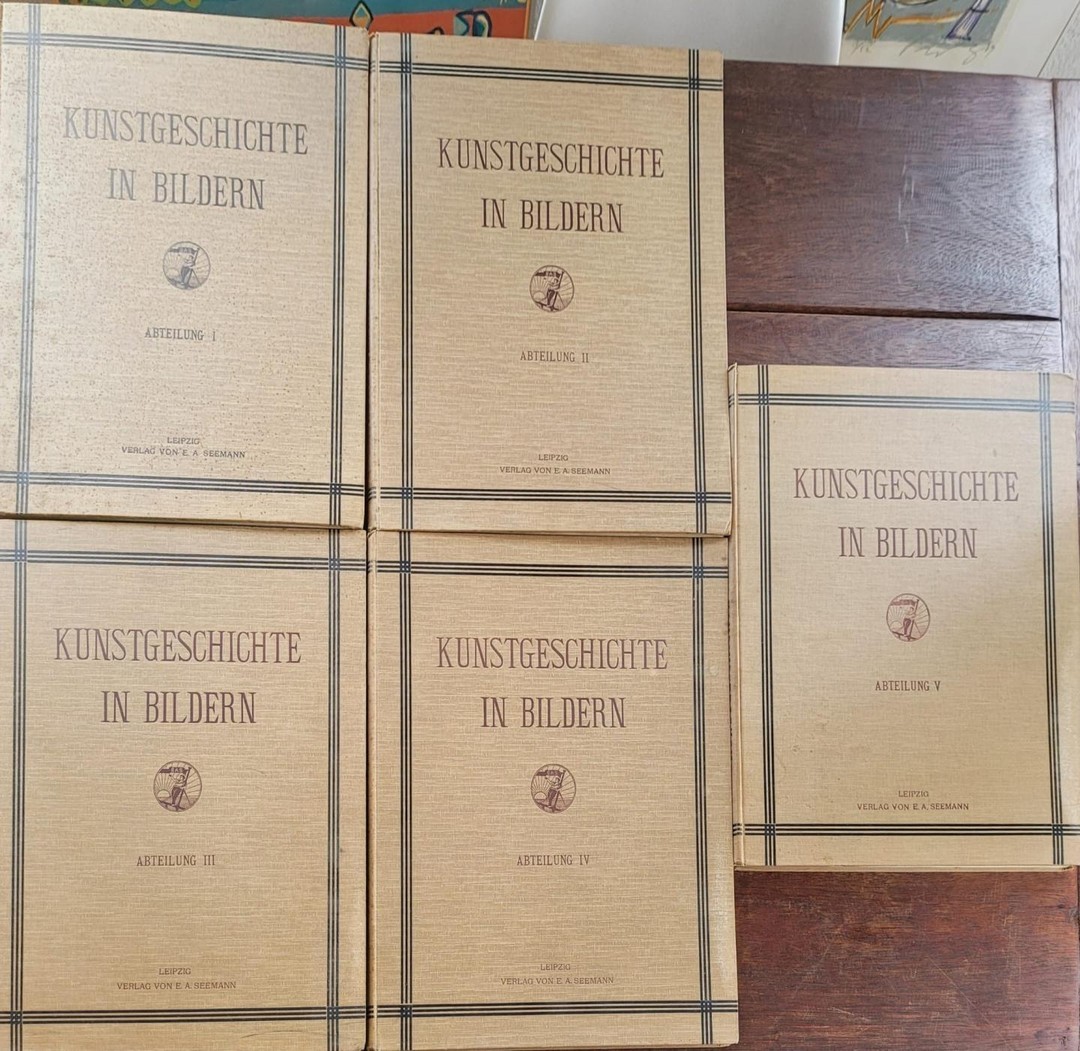 KUNSTGESCHICHTE
IN BILDERN
ABTEILUNG I
LEIPZIG
VERLAG VON E. A. SEEMANN
KUNSTGESCHICHTE
IN BILDERN
ABTEILUNG II
LEIPZIG
VERLAG VON E. A. SEEMANN
KUNSTGESCHICHTE
IN BILDERN
ABTEILUNG III
LEIPZIG
VERLAG VON E. A. SEEMANN
KUNSTGESCHICHTE
IN BILDERN
ABTEILUNG IV
LEIPZIG
VERLAG VON E. A. SEEMANN
KUNSTGESCHICHTE
IN BILDERN
ABTEILUNG V
LEIPZIG
VERLAG VON E. A. SEEMANN